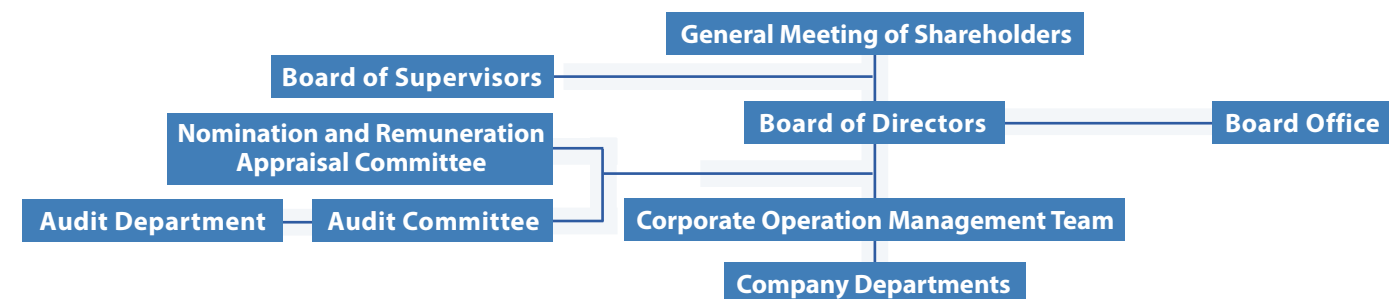 General Meeting of Shareholders
Board of Supervisors
Board of Directors
Board Office
Nomination and Remuneration
Appraisal Committee
Audit Department
Audit Committee
Corporate Operation Management Team
Company Departments